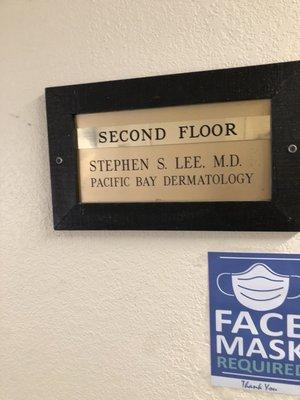 SECOND FLOOR
STEPHEN S. LEE, M.D.
PACIFIC BAY DERMATOLOGY
FACE
MASK
REQUIRED
Thank You